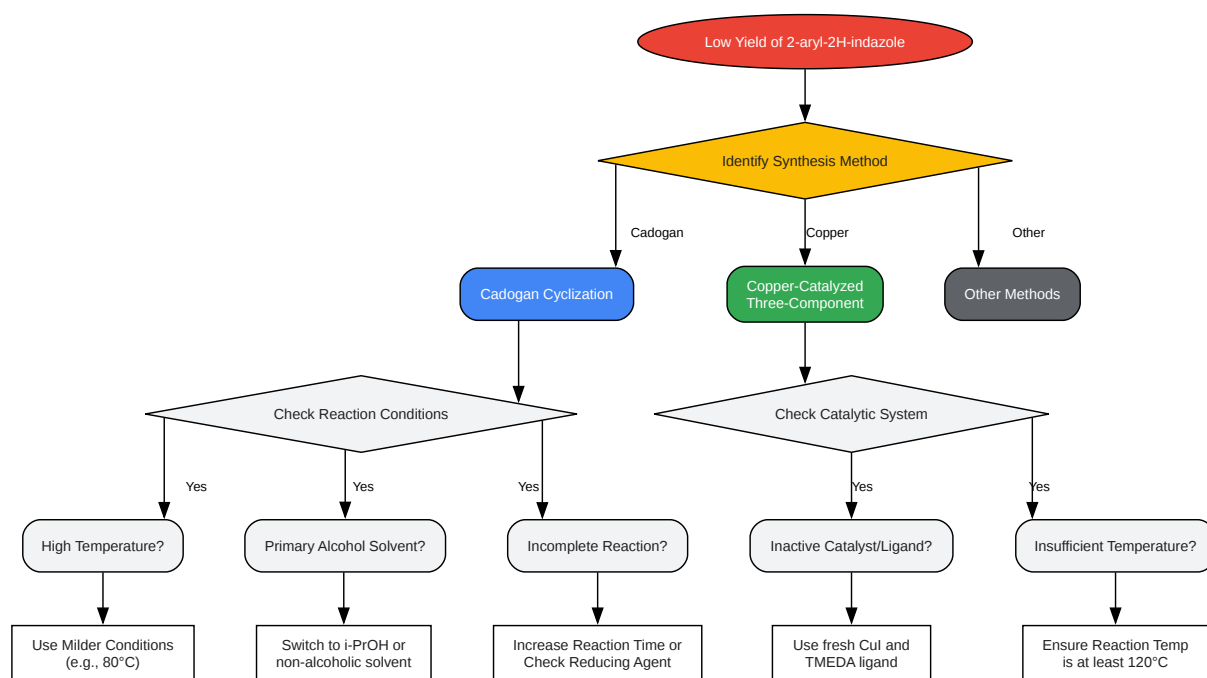 Low Yield of 2-aryl-2H-indazole
Identify Synthesis Method
Cadogan
Copper
Other
Cadogan Cyclization
Copper-Catalyzed
Three-Component
Other Methods
Check Reaction Conditions
Check Catalytic System
Yes
Yes
Yes
Yes
Yes
High Temperature?
Primary Alcohol Solvent?
Incomplete Reaction?
Inactive Catalyst/Ligand?
Insufficient Temperature?
Use Milder Conditions
(e.g., 80°C)
Switch to i-PrOH or
non-alcoholic solvent
Increase Reaction Time or
Check Reducing Agent
Use fresh CuI and
TMEDA ligand
Ensure Reaction Temp
is at least 120°C